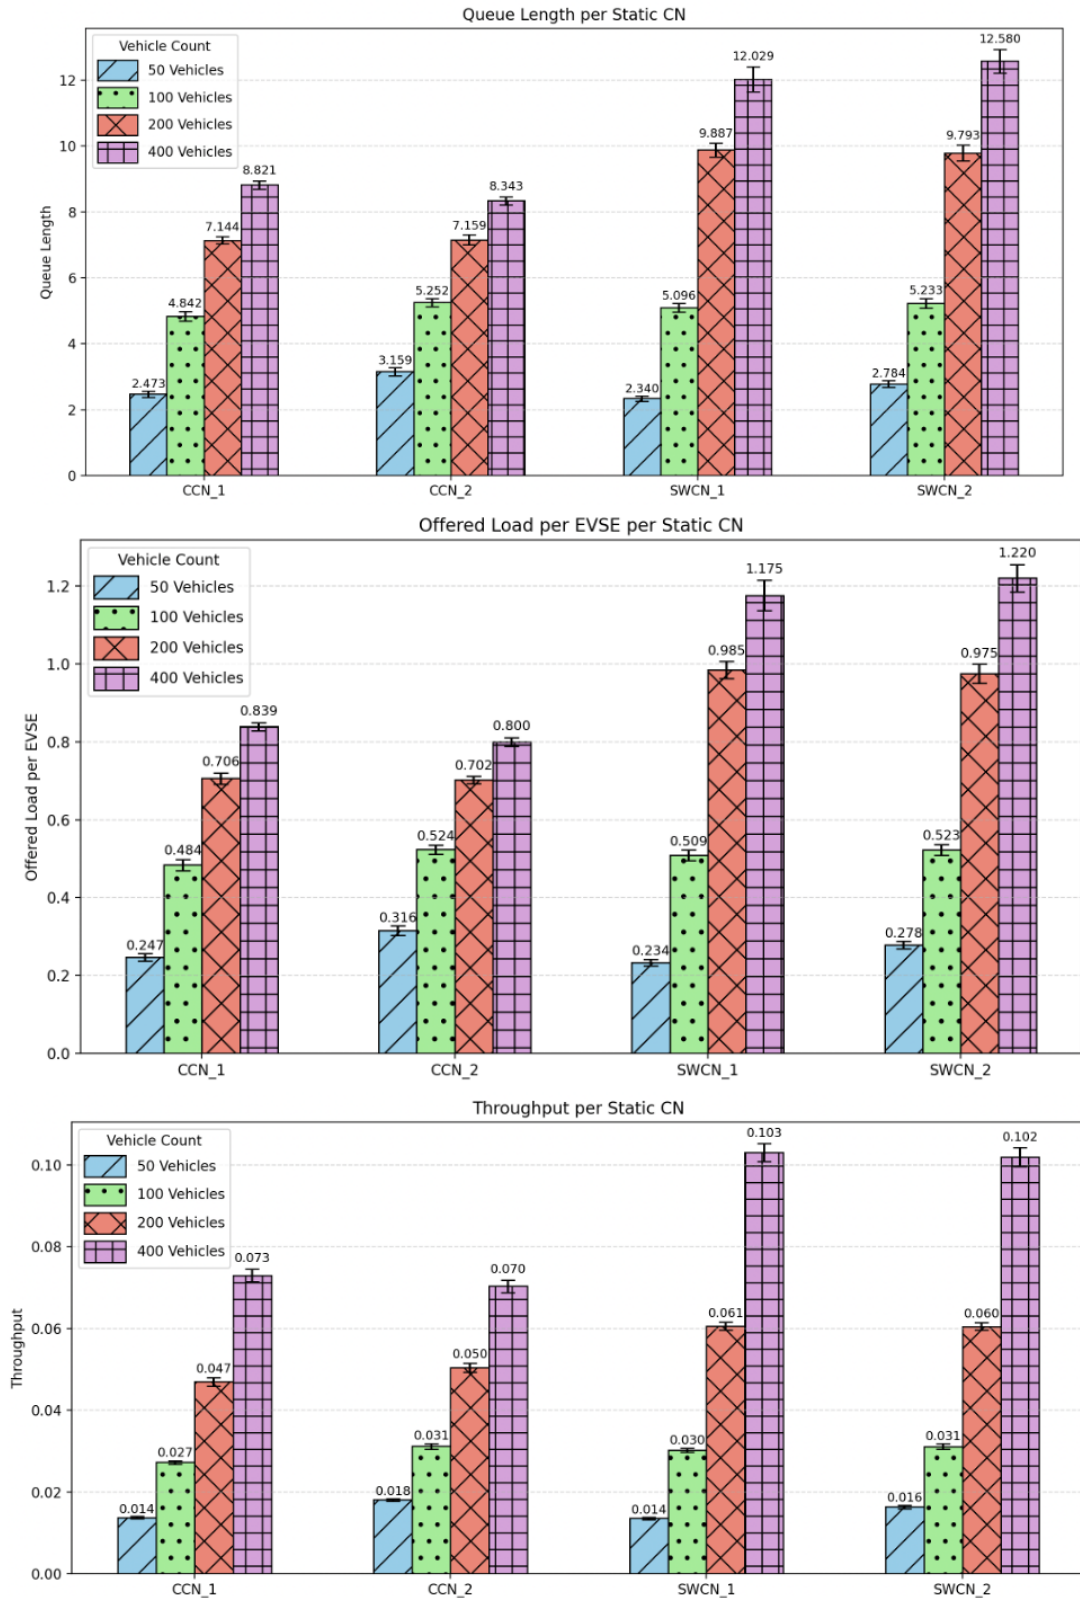 Queue Length per Static CN
Vehicle Count
50 Vehicles
100 Vehicles
200 Vehicles
400 Vehicles
Queue Length
12
10
8
6
4
2
0
2.473
4.842
7.144
8.821
3.159
5.252
7.159
8.343
2.340
5.096
9.887
12.029
2.784
5.233
9.793
12.580
CCN_1
CCN_2
SWCN_1
SWCN_2
Offered Load per EVSE per Static CN
Vehicle Count
50 Vehicles
100 Vehicles
200 Vehicles
400 Vehicles
Offered Load per EVSE
1.2
1.0
0.8
0.6
0.4
0.2
0.0
0.247
0.484
0.706
0.839
0.316
0.524
0.702
0.800
0.234
0.509
0.985
1.175
0.278
0.523
0.975
1.220
CCN_1
CCN_2
SWCN_1
SWCN_2
Throughput per Static CN
Vehicle Count
50 Vehicles
100 Vehicles
200 Vehicles
400 Vehicles
Throughput
0.10
0.08
0.06
0.04
0.02
0.00
0.014
0.027
0.047
0.073
0.018
0.031
0.050
0.070
0.014
0.030
0.061
0.103
0.016
0.031
0.060
0.102
CCN_1
CCN_2
SWCN_1
SWCN_2